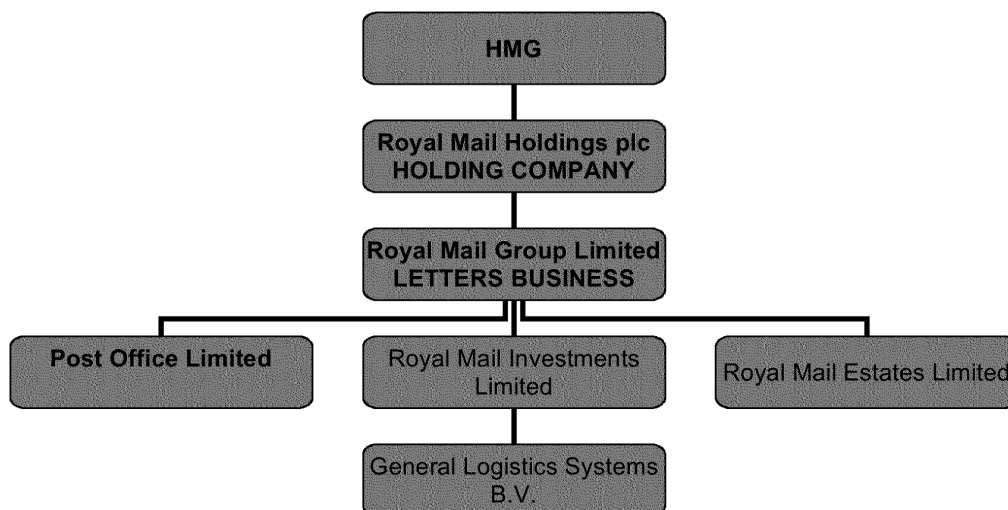 HMG
Royal Mail Holdings plc
HOLDING COMPANY
Royal Mail Group Limited
LETTERS BUSINESS
Post Office Limited
Royal Mail Investments
Limited
Royal Mail Estates Limited
General Logistics Systems
B.V.